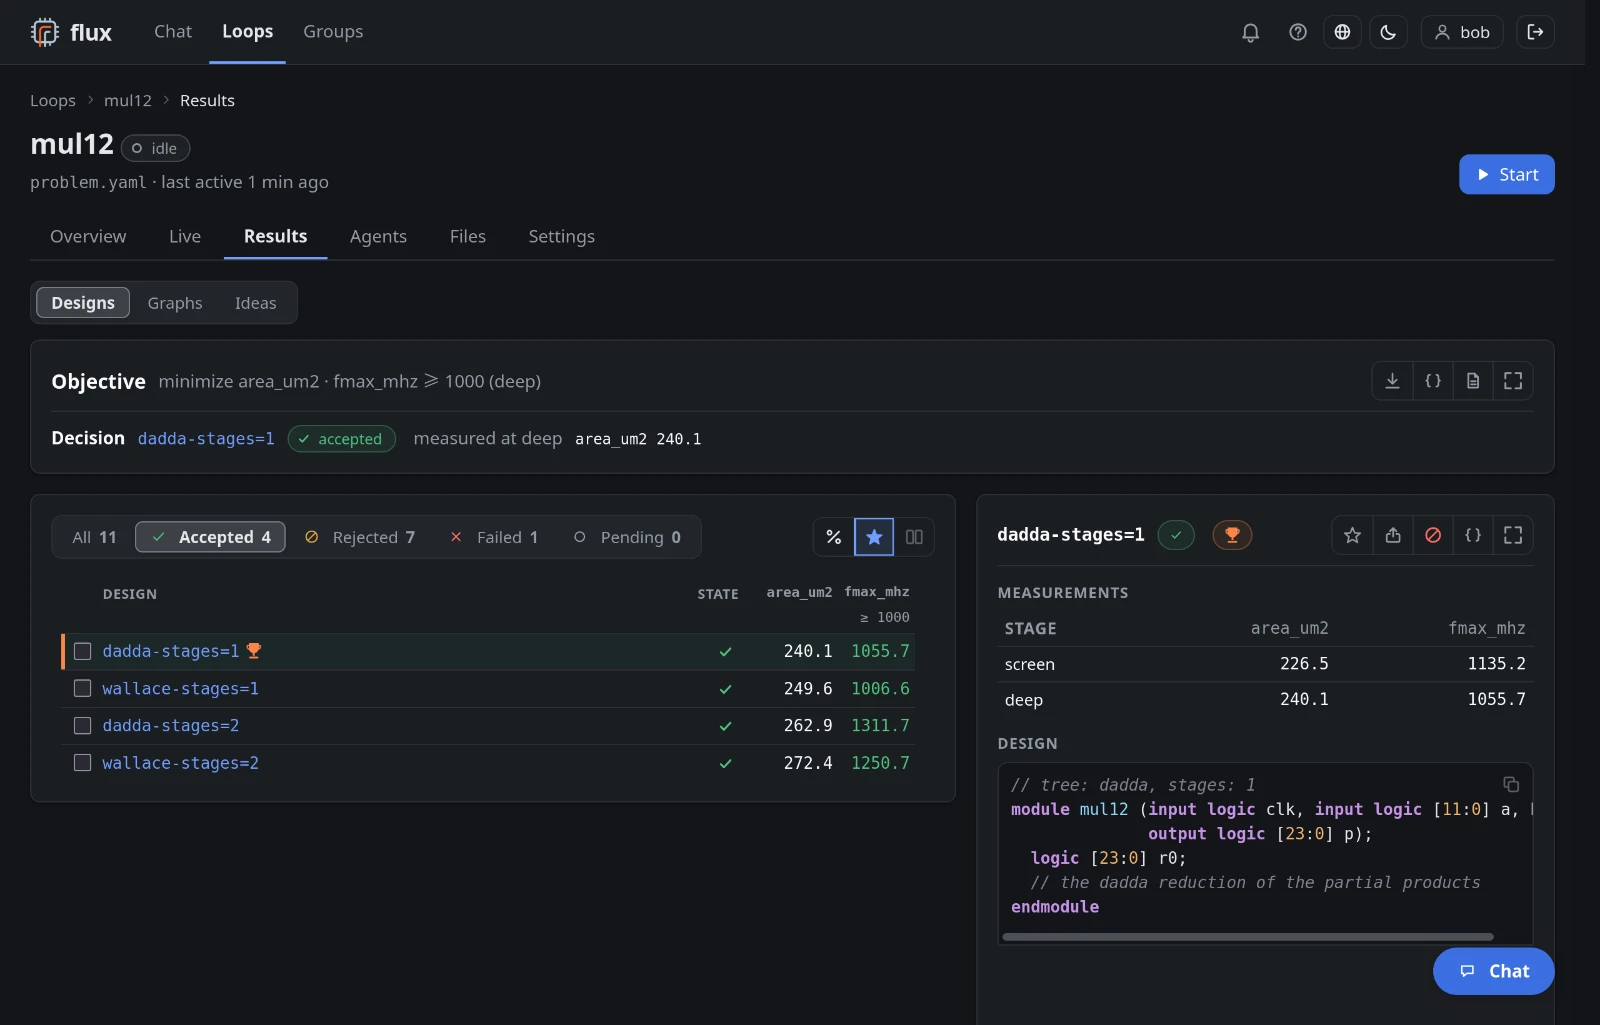 flux Chat Loops Groups bob
Loops › mul12 › Results
mul12 idle
problem.yaml · last active 1 min ago
Start
Overview Live Results Agents Files Settings
Designs Graphs Ideas
Objective minimize area_um2 · fmax_mhz ⩾ 1000 (deep)
Decision dadda-stages=1 accepted measured at deep area_um2 240.1
All 11 Accepted 4 Rejected 7 Failed 1 Pending 0 %
DESIGN STATE area_um2 fmax_mhz
≥ 1000
dadda-stages=1 240.1 1055.7
wallace-stages=1 249.6 1006.6
dadda-stages=2 262.9 1311.7
wallace-stages=2 272.4 1250.7
dadda-stages=1
MEASUREMENTS
STAGE area_um2 fmax_mhz
screen 226.5 1135.2
deep 240.1 1055.7
DESIGN
// tree: dadda, stages: 1
module mul12 (input logic clk, input logic [11:0] a,
output logic [23:0] p);
logic [23:0] r0;
// the dadda reduction of the partial products
endmodule
Chat